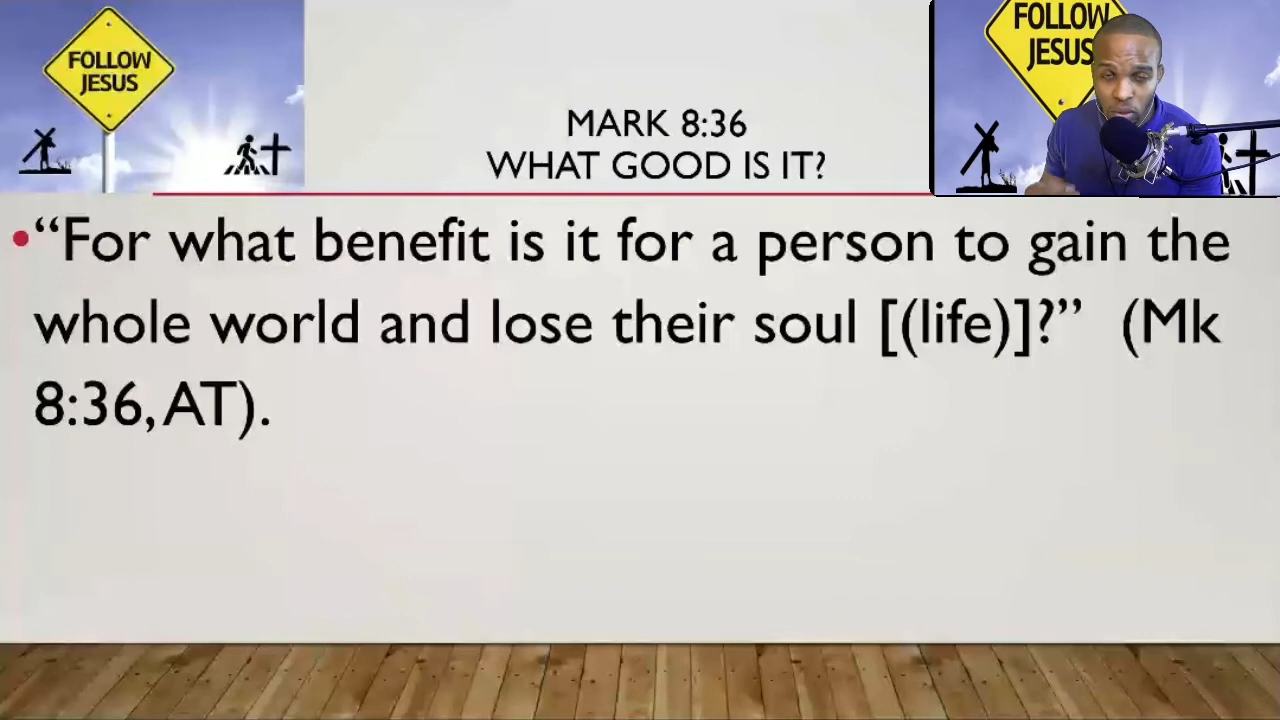 FOLLOW
JESUS
FOLLOW
JESUS
MARK 8:36
WHAT GOOD IS IT?
•“For what benefit is it for a person to gain the
whole world and lose their soul [(life)]?” (Mk
8:36, AT).